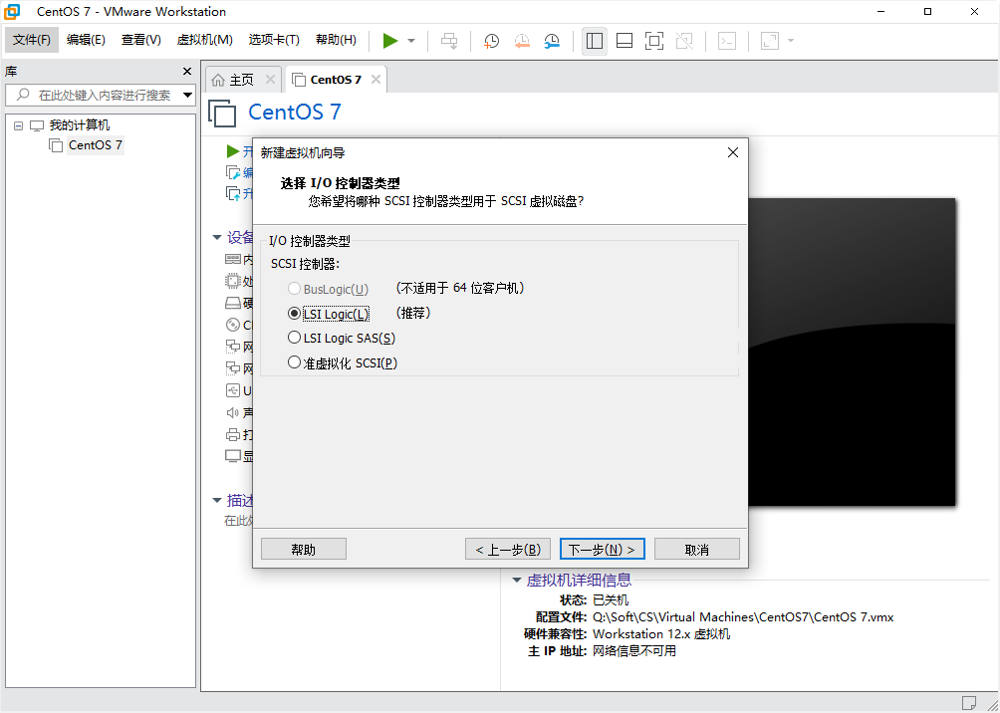 CentOS 7 - VMware Workstation
文件(F) 编辑(E) 查看(V) 虚拟机(M) 选项卡(T) 帮助(H)
库
在此处键入内容进行搜索
我的计算机
CentOS 7
主页 CentOS 7
CentOS 7
开
编
升
设备
内
处
硬
网
网
声
打
显
描述
在此处
新建虚拟机向导
选择 I/O 控制器类型
您希望将哪种 SCSI 控制器类型用于 SCSI 虚拟磁盘?
I/O 控制器类型
SCSI 控制器:
BusLogic(U) (不适用于 64 位客户机)
LSI Logic(L) (推荐)
LSI Logic SAS(S)
准虚拟化 SCSI(P)
帮助 < 上一步(B) 下一步(N) > 取消
虚拟机详细信息
状态: 已关机
配置文件: Q:\Soft\CS\Virtual Machines\CentOS7\CentOS 7.vmx
硬件兼容性: Workstation 12.x 虚拟机
主 IP 地址: 网络信息不可用